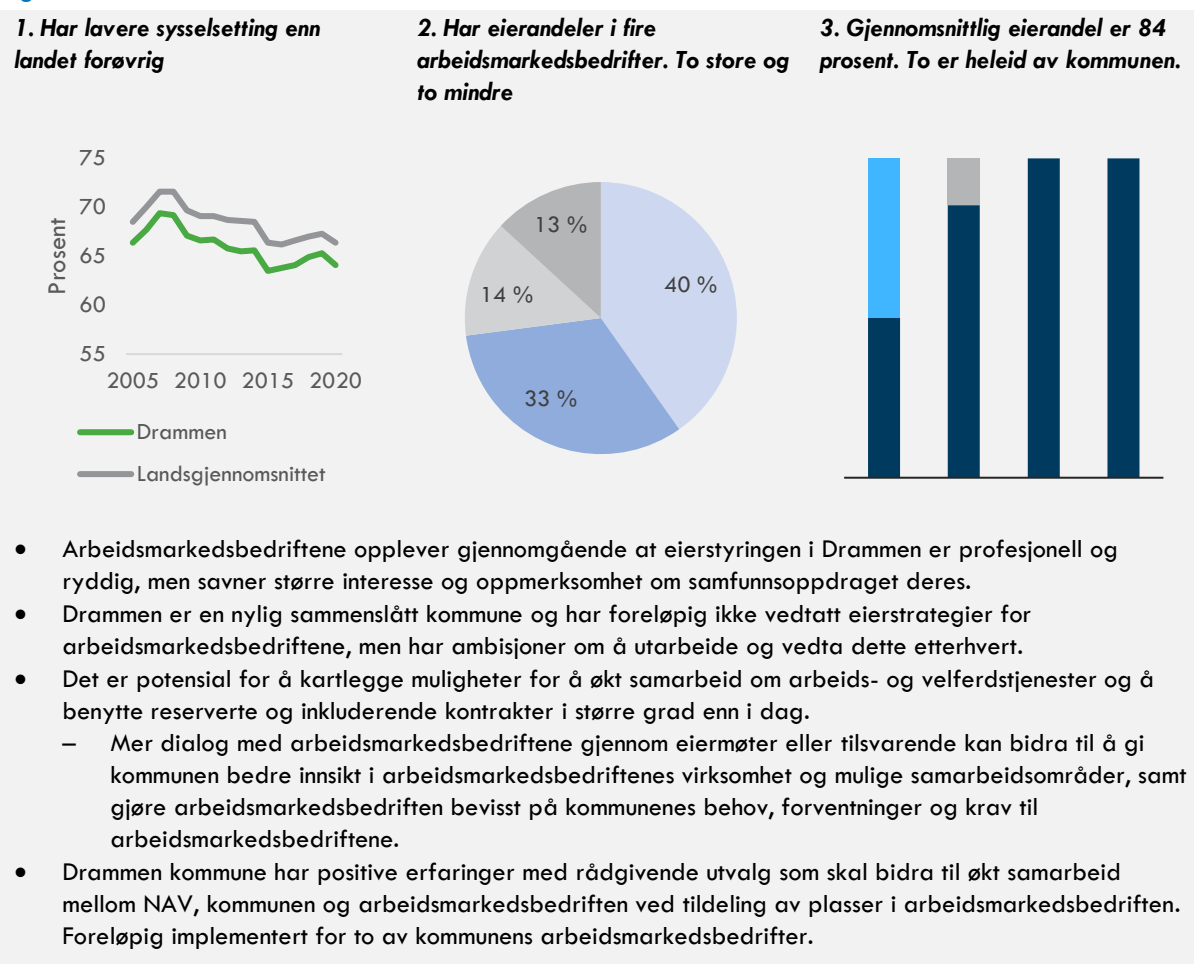 1. Har lavere sysselsetting enn
landet forøvrig
2. Har eierandeler i fire
arbeidsmarkedsbedrifter. To store og
to mindre
3. Gjennomsnittlig eierandel er 84
prosent. To er heleid av kommunen.
75
70
65
60
55
Prosent
2005 2010 2015 2020
Drammen
Landsgjennomsnittet
13 %
40 %
14 %
33 %
• Arbeidsmarkedsbedriftene opplever gjennomgående at eierstyringen i Drammen er profesjonell og
ryddig, men savner større interesse og oppmerksomhet om samfunnsoppdraget deres.
• Drammen er en nylig sammenslått kommune og har foreløpig ikke vedtatt eierstrategier for
arbeidsmarkedsbedriftene, men har ambisjoner om å utarbeide og vedta dette etterhvert.
• Det er potensial for å kartlegge muligheter for å økt samarbeid om arbeids- og velferdstjenester og å
benytte reserverte og inkluderende kontrakter i større grad enn i dag.
– Mer dialog med arbeidsmarkedsbedriftene gjennom eiermøter eller tilsvarende kan bidra til å gi
kommunen bedre innsikt i arbeidsmarkedsbedriftenes virksomhet og mulige samarbeidsområder, samt
gjøre arbeidsmarkedsbedriften bevisst på kommunenes behov, forventninger og krav til
arbeidsmarkedsbedriftene.
• Drammen kommune har positive erfaringer med rådgivende utvalg som skal bidra til økt samarbeid
mellom NAV, kommunen og arbeidsmarkedsbedriften ved tildeling av plasser i arbeidsmarkedsbedriften.
Foreløpig implementert for to av kommunens arbeidsmarkedsbedrifter.